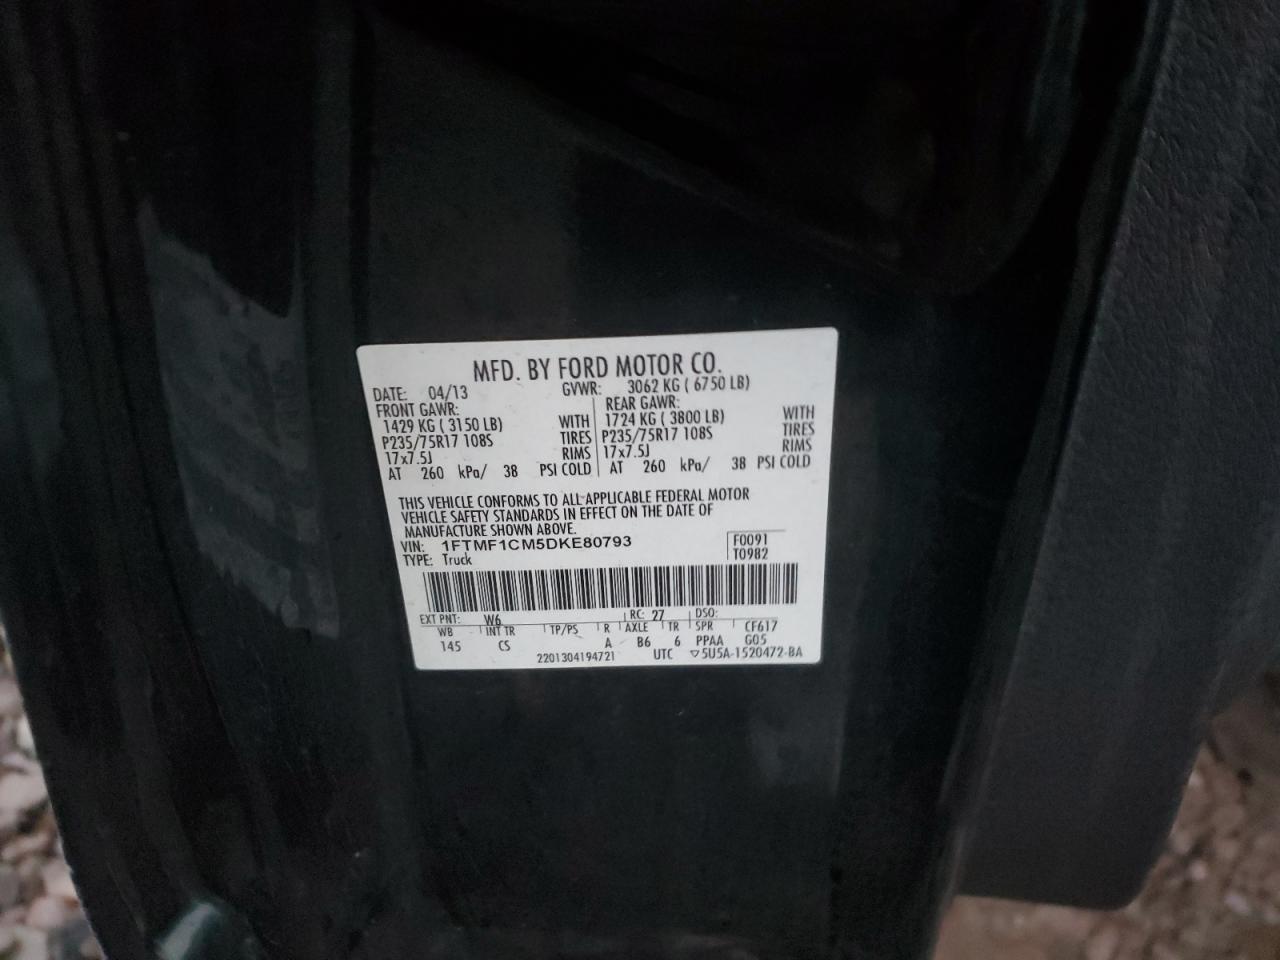 MFD. BY FORD MOTOR CO.
DATE: 04/13 GVWR: 3062 KG ( 6750 LB)
FRONT GAWR: REAR GAWR:
1429 KG ( 3150 LB) WITH 1724 KG ( 3800 LB) WITH
P235/75R17 108S TIRES P235/75R17 108S TIRES
17x7.5J RIMS 17x7.5J RIMS
AT 260 kPa/ 38 PSI COLD AT 260 kPa/ 38 PSI COLD
THIS VEHICLE CONFORMS TO ALL APPLICABLE FEDERAL MOTOR
VEHICLE SAFETY STANDARDS IN EFFECT ON THE DATE OF
MANUFACTURE SHOWN ABOVE.
VIN: 1FTMF1CM5DKE80793 F0091
TYPE: Truck T0982
EXT PNT: W6 RC: 27 DSO:
WB INT TR TP/PS R AXLE TR SPR CF617
145 CS A B6 6 PPAA G05
2201304194721 UTC ▽5U5A-1520472-BA